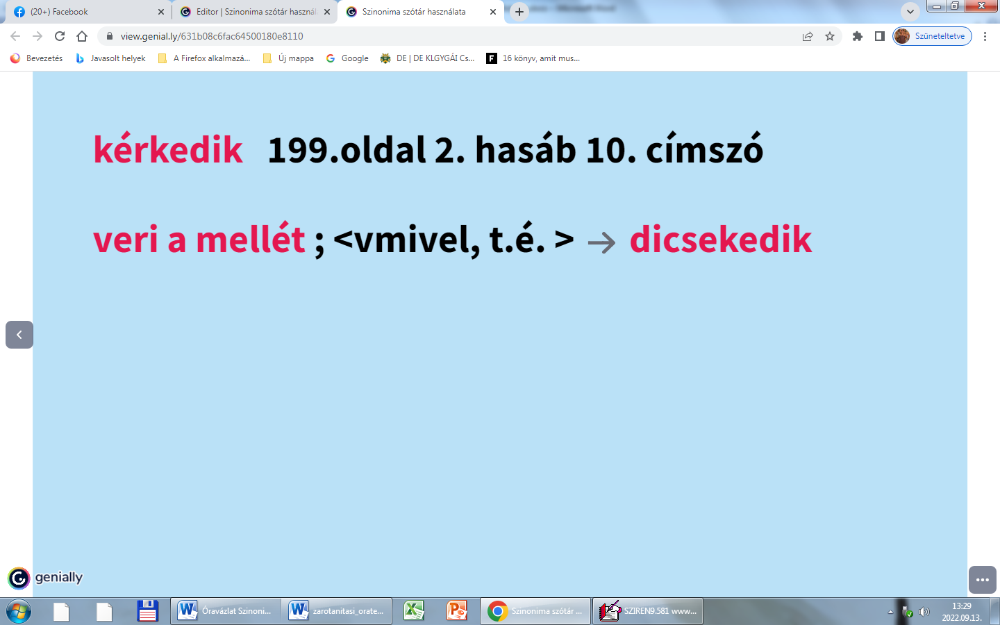 (20+) Facebook
Editor | Szinonima szótár használ
Szinonima szótár használata
view.genial.ly/631b08c6fac64500180e8110
Szüneteltetve
Bevezetés
Javasolt helyek
A Firefox alkalmazá...
Új mappa
Google
DE | DE KLGYGÁI Cs...
16 könyv, amit mus...
kérkedik 199.oldal 2. hasáb 10. címszó
veri a mellét ; <vmivel, t.é. > → dicsekedik
genially
Óravázlat Szinoni...
zarotanitasi_orate...
Szinonima szótár ...
SZIREN9.581 www...
13:29
2022.09.13.